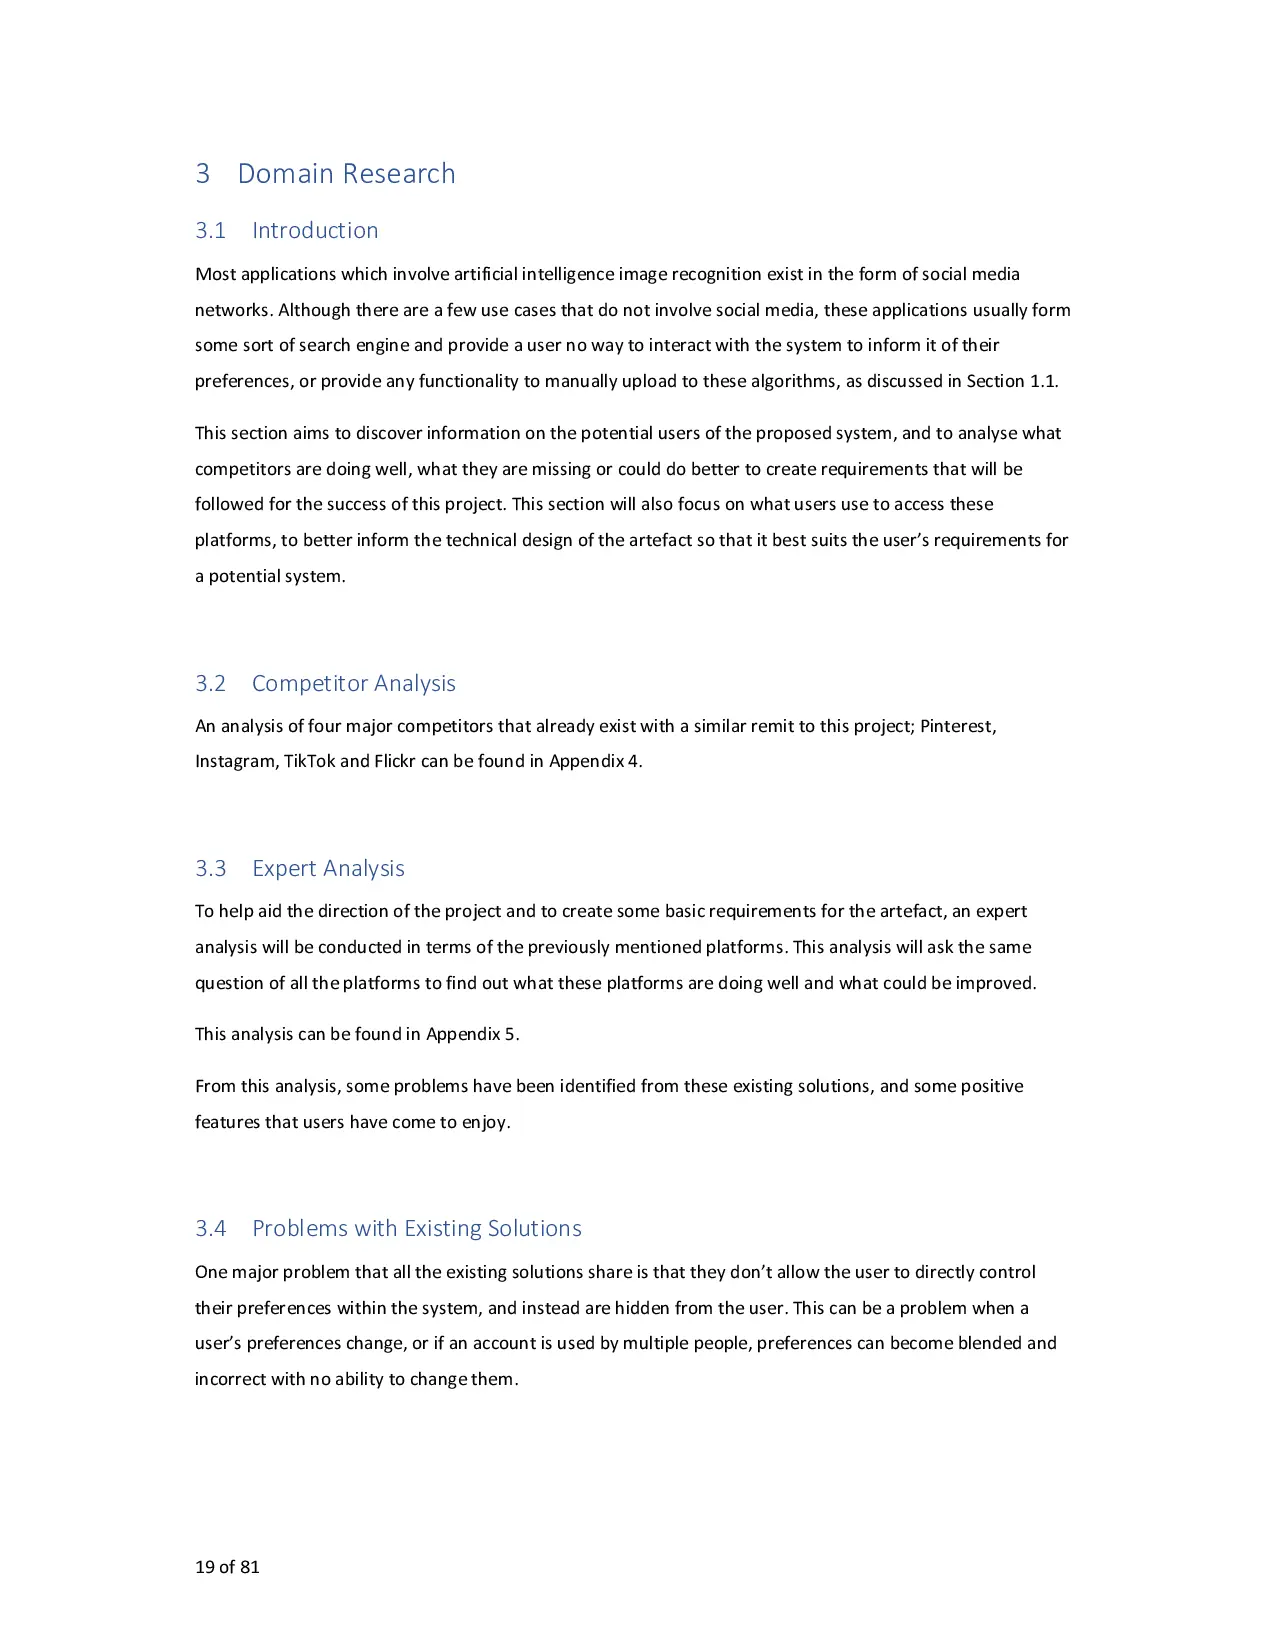 3 Domain Research
3.1 Introduction
Most applications which involve artificial intelligence image recognition exist in the form of social media
networks. Although there are a few use cases that do not involve social media, these applications usually form
some sort of search engine and provide a user no way to interact with the system to inform it of their
preferences, or provide any functionality to manually upload to these algorithms, as discussed in Section 1.1.
This section aims to discover information on the potential users of the proposed system, and to analyse what
competitors are doing well, what they are missing or could do better to create requirements that will be
followed for the success of this project. This section will also focus on what users use to access these
platforms, to better inform the technical design of the artefact so that it best suits the user’s requirements for
a potential system.
3.2 Competitor Analysis
An analysis of four major competitors that already exist with a similar remit to this project; Pinterest,
Instagram, TikTok and Flickr can be found in Appendix 4.
3.3 Expert Analysis
To help aid the direction of the project and to create some basic requirements for the artefact, an expert
analysis will be conducted in terms of the previously mentioned platforms. This analysis will ask the same
question of all the platforms to find out what these platforms are doing well and what could be improved.
This analysis can be found in Appendix 5.
From this analysis, some problems have been identified from these existing solutions, and some positive
features that users have come to enjoy.
3.4 Problems with Existing Solutions
One major problem that all the existing solutions share is that they don’t allow the user to directly control
their preferences within the system, and instead are hidden from the user. This can be a problem when a
user’s preferences change, or if an account is used by multiple people, preferences can become blended and
incorrect with no ability to change them.
19 of 81